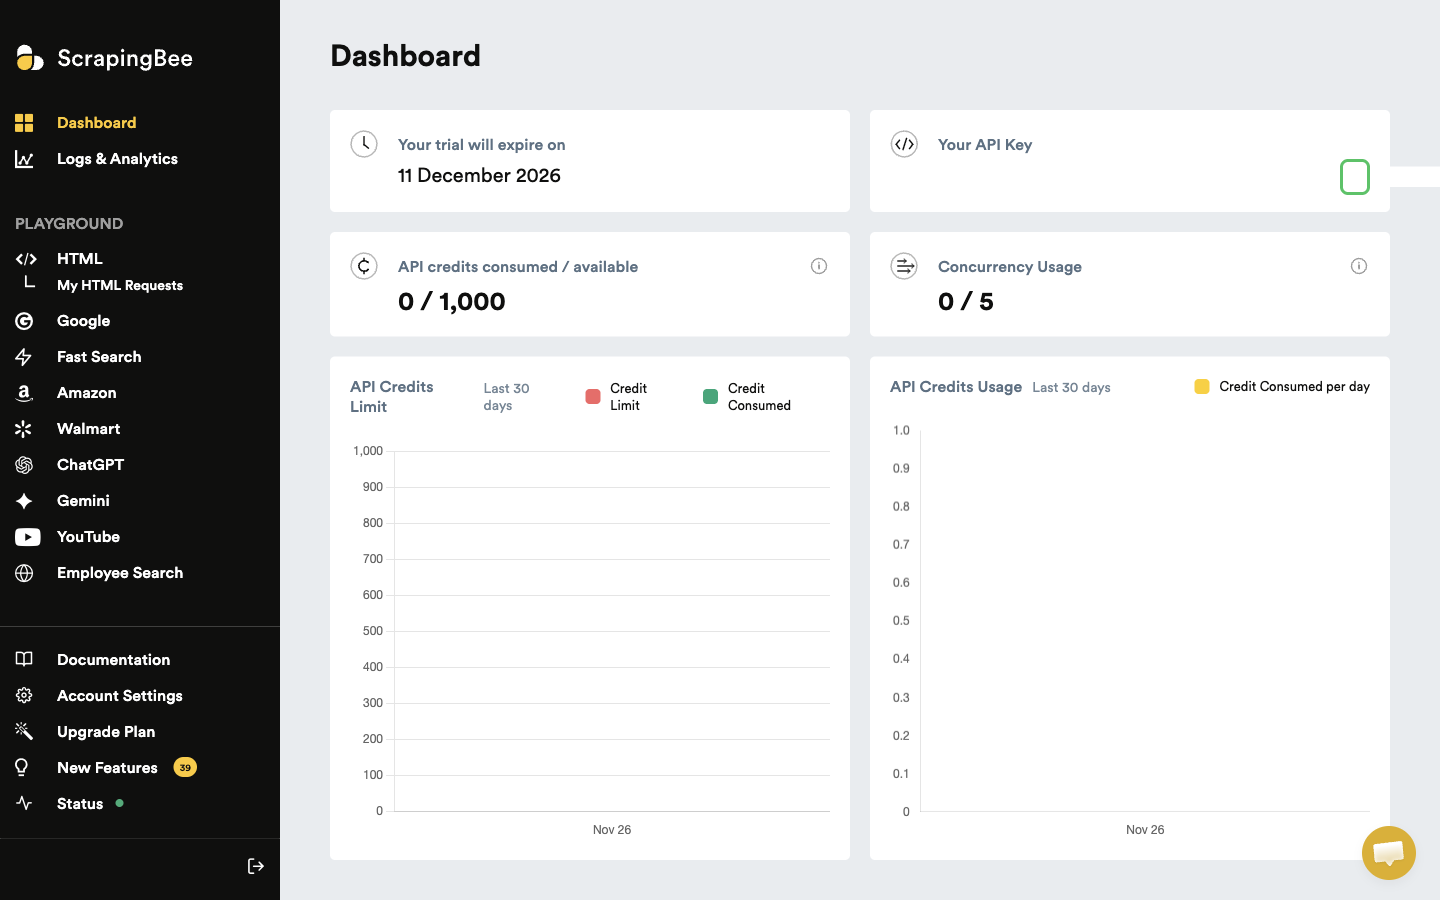 ScrapingBee
Dashboard
Logs & Analytics
PLAYGROUND
HTML
My HTML Requests
Google
Fast Search
Amazon
Walmart
ChatGPT
Gemini
YouTube
Employee Search
Documentation
Account Settings
Upgrade Plan
New Features 39
Status
Dashboard
Your trial will expire on
11 December 2026
Your API Key
API credits consumed / available
0 / 1,000
Concurrency Usage
0 / 5
API Credits
Limit
Last 30
days
Credit
Limit
Credit
Consumed
1,000
900
800
700
600
500
400
300
200
100
0
Nov 26
API Credits Usage Last 30 days
Credit Consumed per day
1.0
0.9
0.8
0.7
0.6
0.5
0.4
0.3
0.2
0.1
0
Nov 26